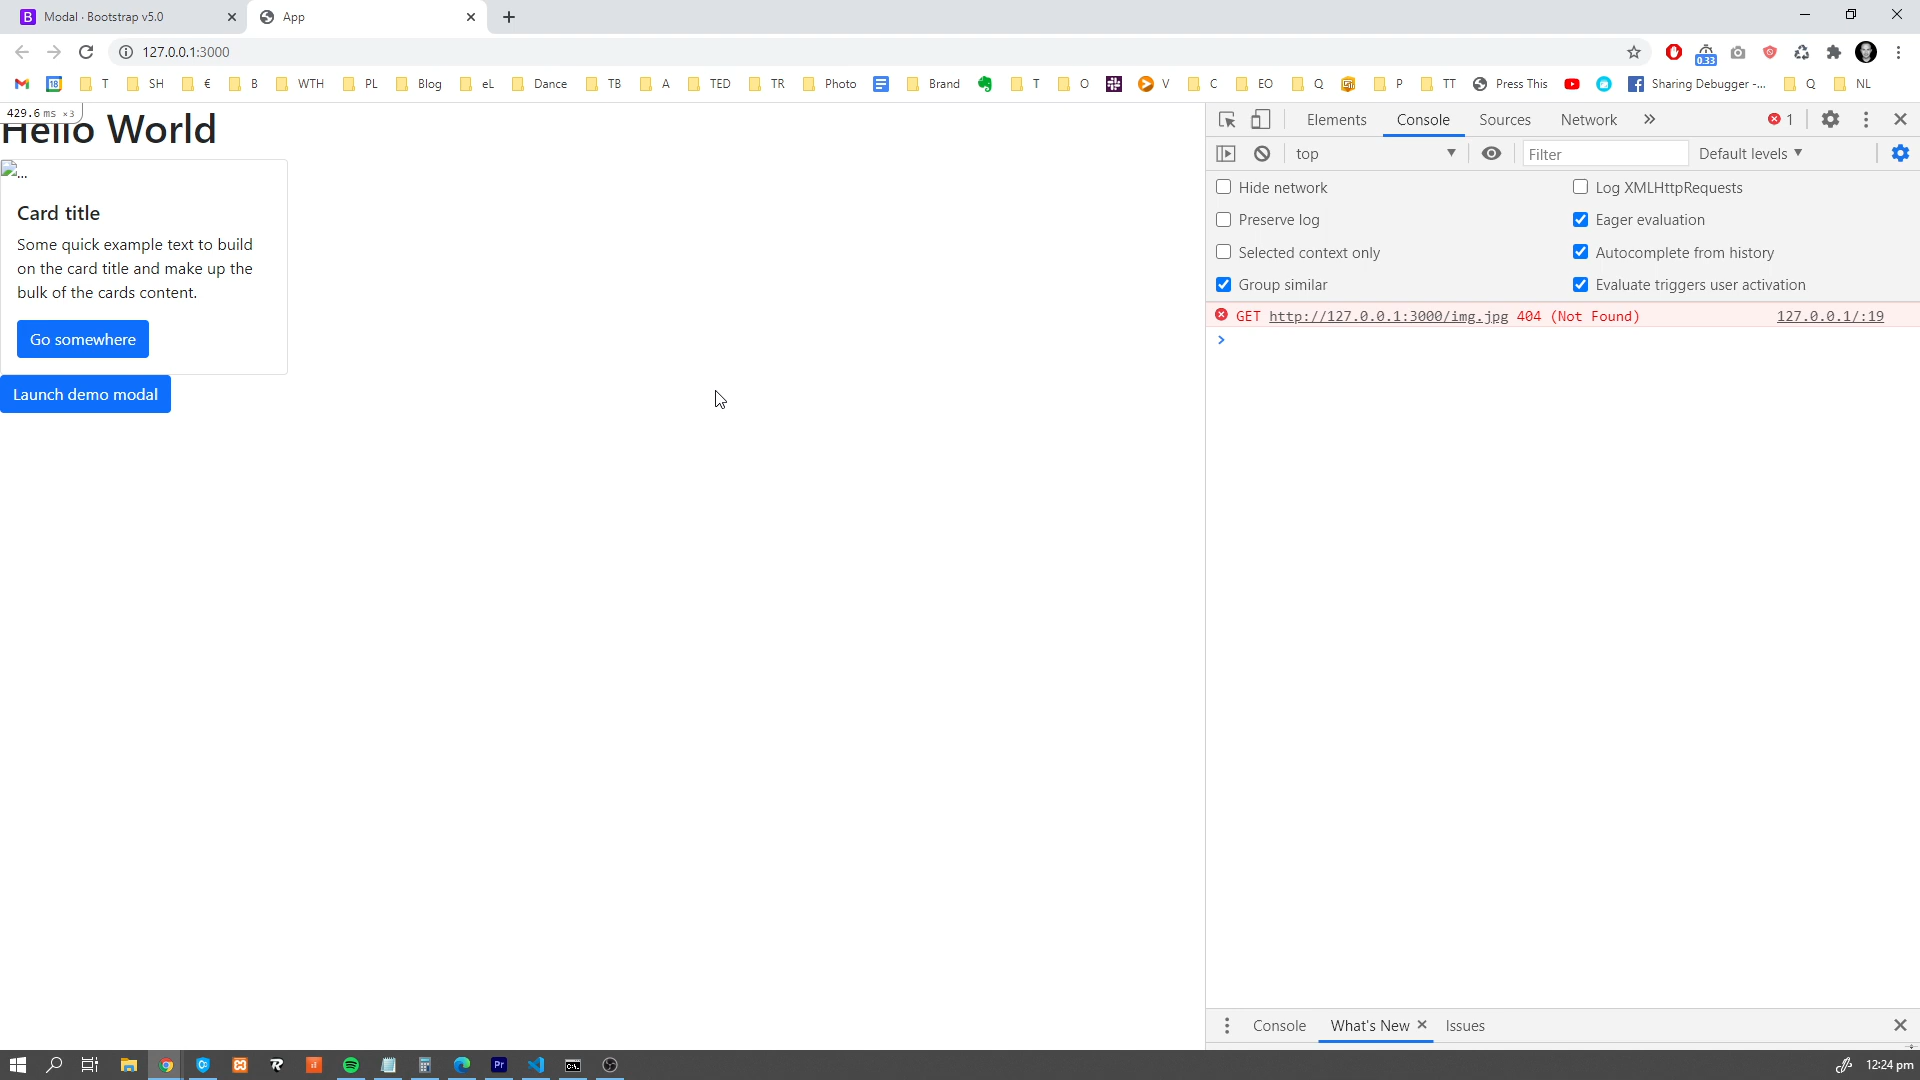 Modal · Bootstrap v5.0
App
127.0.0.1:3000
0.33
18 T SH € B WTH PL Blog eL Dance TB A TED TR Photo Brand T O V C EO Q P TT Press This Sharing Debugger -... Q NL
429.6 ms ×3
Hello World
...
Card title
Some quick example text to build
on the card title and make up the
bulk of the cards content.
Go somewhere
Launch demo modal
Elements Console Sources Network » 1
top Filter Default levels
Hide network Log XMLHttpRequests
Preserve log Eager evaluation
Selected context only Autocomplete from history
Group similar Evaluate triggers user activation
GET http://127.0.0.1:3000/img.jpg 404 (Not Found) 127.0.0.1/:19
Console What's New Issues
Pr 12:24 pm